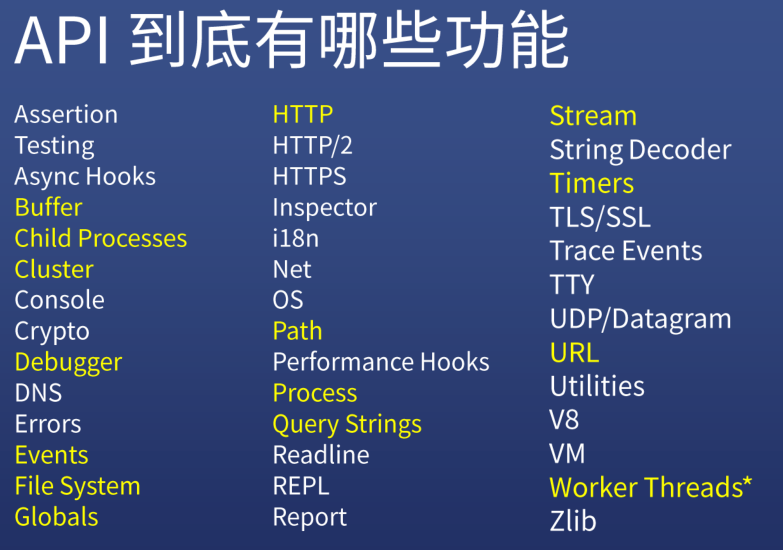 API 到底有哪些功能
Assertion
Testing
Async Hooks
Buffer
Child Processes
Cluster
Console
Crypto
Debugger
DNS
Errors
Events
File System
Globals
HTTP
HTTP/2
HTTPS
Inspector
i18n
Net
OS
Path
Performance Hooks
Process
Query Strings
Readline
REPL
Report
Stream
String Decoder
Timers
TLS/SSL
Trace Events
TTY
UDP/Datagram
URL
Utilities
V8
VM
Worker Threads*
Zlib